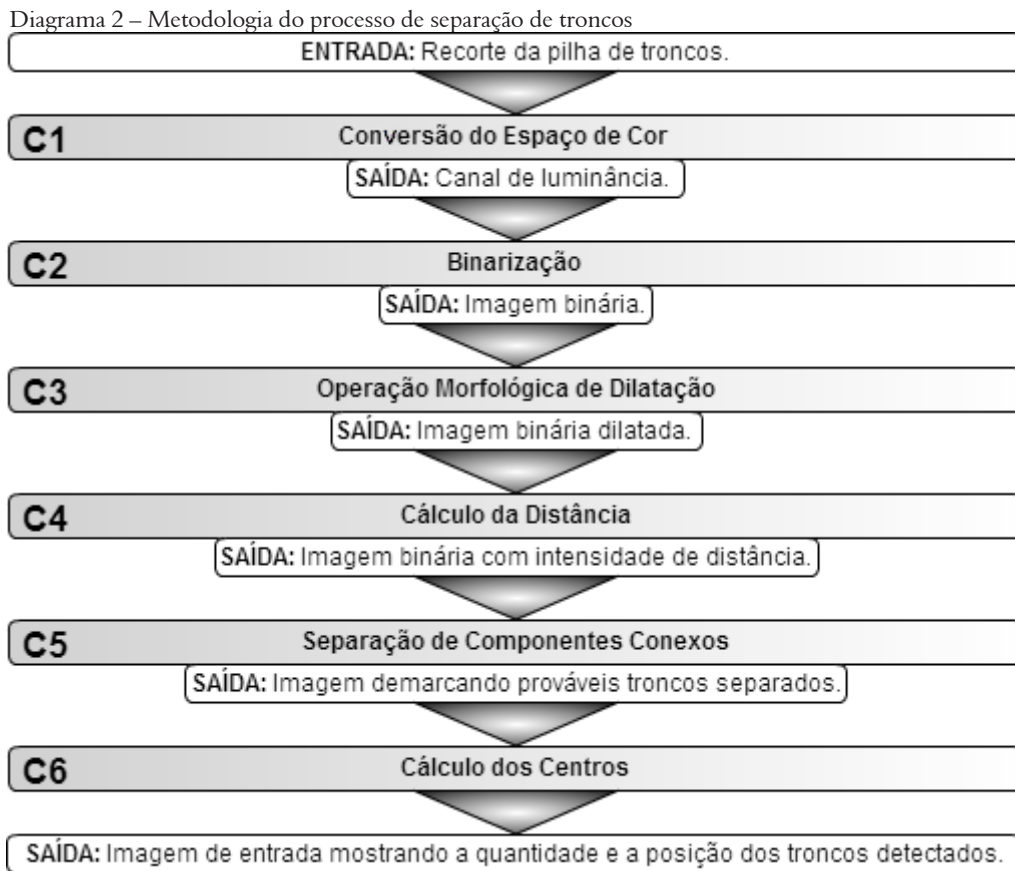 Diagrama 2 – Metodologia do processo de separação de troncos
ENTRADA: Recorte da pilha de troncos.
C1 Conversão do Espaço de Cor
SAÍDA: Canal de luminância.
C2 Binarização
SAÍDA: Imagem binária.
C3 Operação Morfológica de Dilatação
SAÍDA: Imagem binária dilatada.
C4 Cálculo da Distância
SAÍDA: Imagem binária com intensidade de distância.
C5 Separação de Componentes Conexos
SAÍDA: Imagem demarcando prováveis troncos separados.
C6 Cálculo dos Centros
SAÍDA: Imagem de entrada mostrando a quantidade e a posição dos troncos detectados.